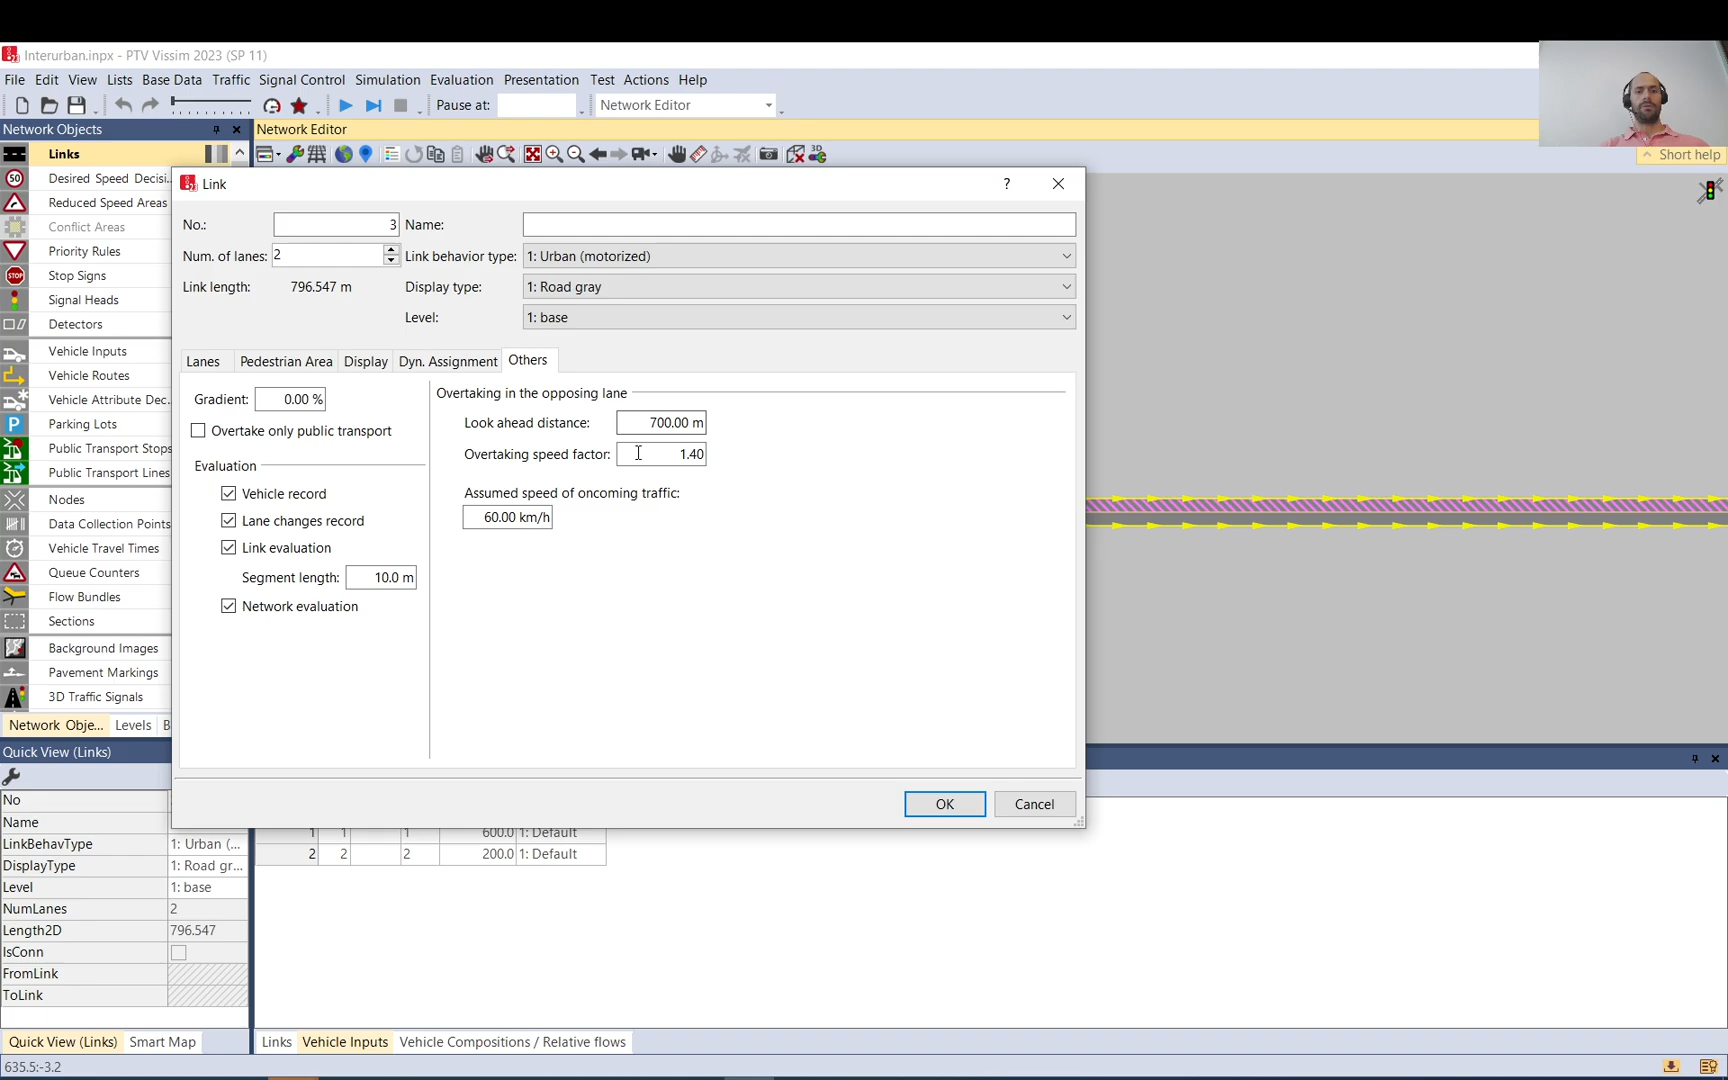 Interurban.inpx - PTV Vissim 2023 (SP 11)
File Edit View Lists Base Data Traffic Signal Control Simulation Evaluation Presentation Test Actions Help
Pause at: Network Editor
Network Objects
Network Editor
Links
50 Desired Speed Decisi...
Reduced Speed Areas
Conflict Areas
Priority Rules
STOP Stop Signs
Signal Heads
Detectors
Vehicle Inputs
Vehicle Routes
Vehicle Attribute Dec...
P Parking Lots
Public Transport Stops
Public Transport Lines
Nodes
Data Collection Points
Vehicle Travel Times
Queue Counters
Flow Bundles
Sections
Background Images
Pavement Markings
3D Traffic Signals
Network Obje... Levels B
3D
Short help
Link
?
No.: 3 Name:
Num. of lanes: 2 Link behavior type: 1: Urban (motorized)
Link length: 796.547 m Display type: 1: Road gray
Level: 1: base
Lanes Pedestrian Area Display Dyn. Assignment Others
Gradient: 0.00 %
Overtake only public transport
Evaluation
Vehicle record
Lane changes record
Link evaluation
Segment length: 10.0 m
Network evaluation
Overtaking in the opposing lane
Look ahead distance: 700.00 m
Overtaking speed factor: 1.40
Assumed speed of oncoming traffic:
60.00 km/h
OK Cancel
Quick View (Links)
No
Name
LinkBehavType 1: Urban (...
DisplayType 1: Road gr...
Level 1: base
NumLanes 2
Length2D 796.547
IsConn
FromLink
ToLink
1 1 1 600.0 1: Default
2 2 2 200.0 1: Default
Quick View (Links) Smart Map
Links Vehicle Inputs Vehicle Compositions / Relative flows
635.5:-3.2